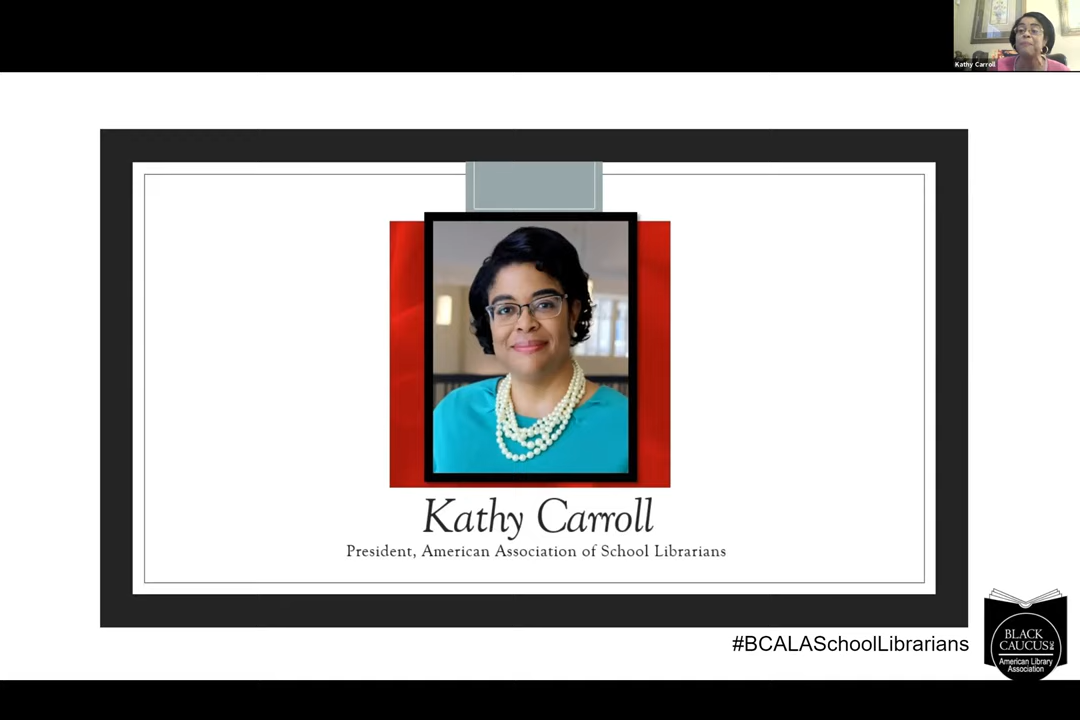 Kathy Carroll
Kathy Carroll
President, American Association of School Librarians
#BCALASchoolLibrarians
BLACK
CAUCUS
American Library
Association